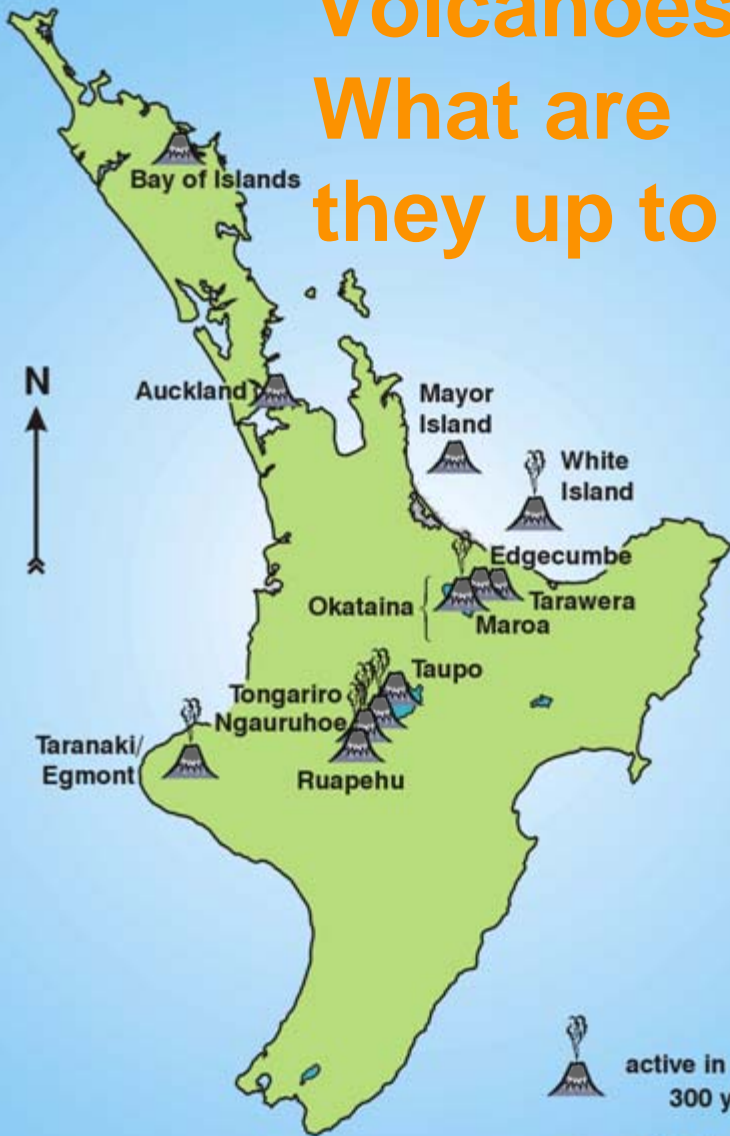 Volcanoes
What are
they up to
Bay of Islands
N
Auckland
Mayor
Island
White
Island
Edgecumbe
Okataina
Tarawera
Maroa
Taupo
Tongariro
Ngauruhoe
Taranaki/
Egmont
Ruapehu
active in
300 y